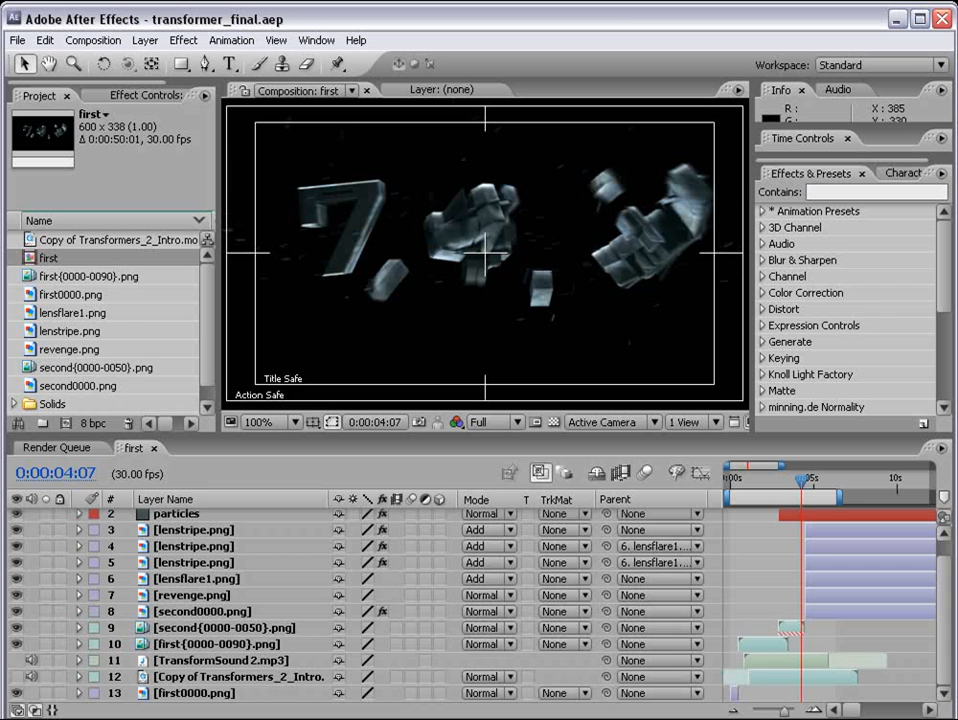 Adobe After Effects - transformer_final.aep
File Edit Composition Layer Effect Animation View Window Help
Workspace: Standard
Project Effect Controls: Composition: first Layer: (none) Info Audio
first
600 x 338 (1.00)
Δ 0:00:50:01, 30.00 fps
R : X : 385
G : Y : 330
Time Controls
Effects & Presets Charact
Contains:
Name
Copy of Transformers_2_Intro.mo
first
first{0000-0090}.png
first0000.png
lensflare1.png
lenstripe.png
revenge.png
second{0000-0050}.png
second0000.png
Solids
8 bpc
7
Title Safe
Action Safe
100% 0:00:04:07 Full Active Camera 1 View
* Animation Presets
3D Channel
Audio
Blur & Sharpen
Channel
Color Correction
Distort
Expression Controls
Generate
Keying
Knoll Light Factory
Matte
minning.de Normality
Render Queue first
0:00:04:07 (30.00 fps)
:00s 05s 10s
# Layer Name Mode T TrkMat Parent
2 particles Normal None None
3 [lenstripe.png] Add None None
4 [lenstripe.png] Add None 6. lensflare1....
5 [lenstripe.png] Add None 6. lensflare1....
6 [lensflare1.png] Add None None
7 [revenge.png] Normal None None
8 [second0000.png] Normal None None
9 [second{0000-0050}.png] Normal None None
10 [first{0000-0090}.png] Normal None None
11 [TransformSound 2.mp3] None
12 [Copy of Transformers_2_Intro. Normal None None
13 [first0000.png] Normal None None